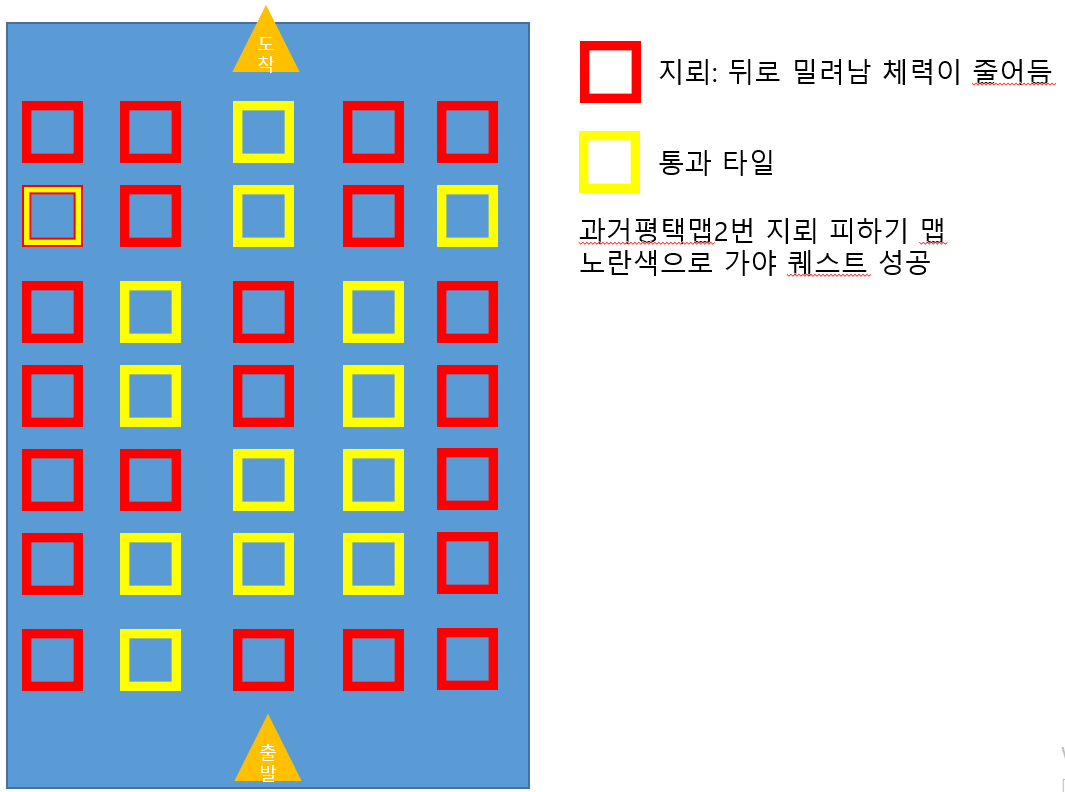 도
착
지뢰: 뒤로 밀려남 체력이 줄어듬
통과 타일
과거평택맵2번 지뢰 피하기 맵
노란색으로 가야 퀘스트 성공
출
발